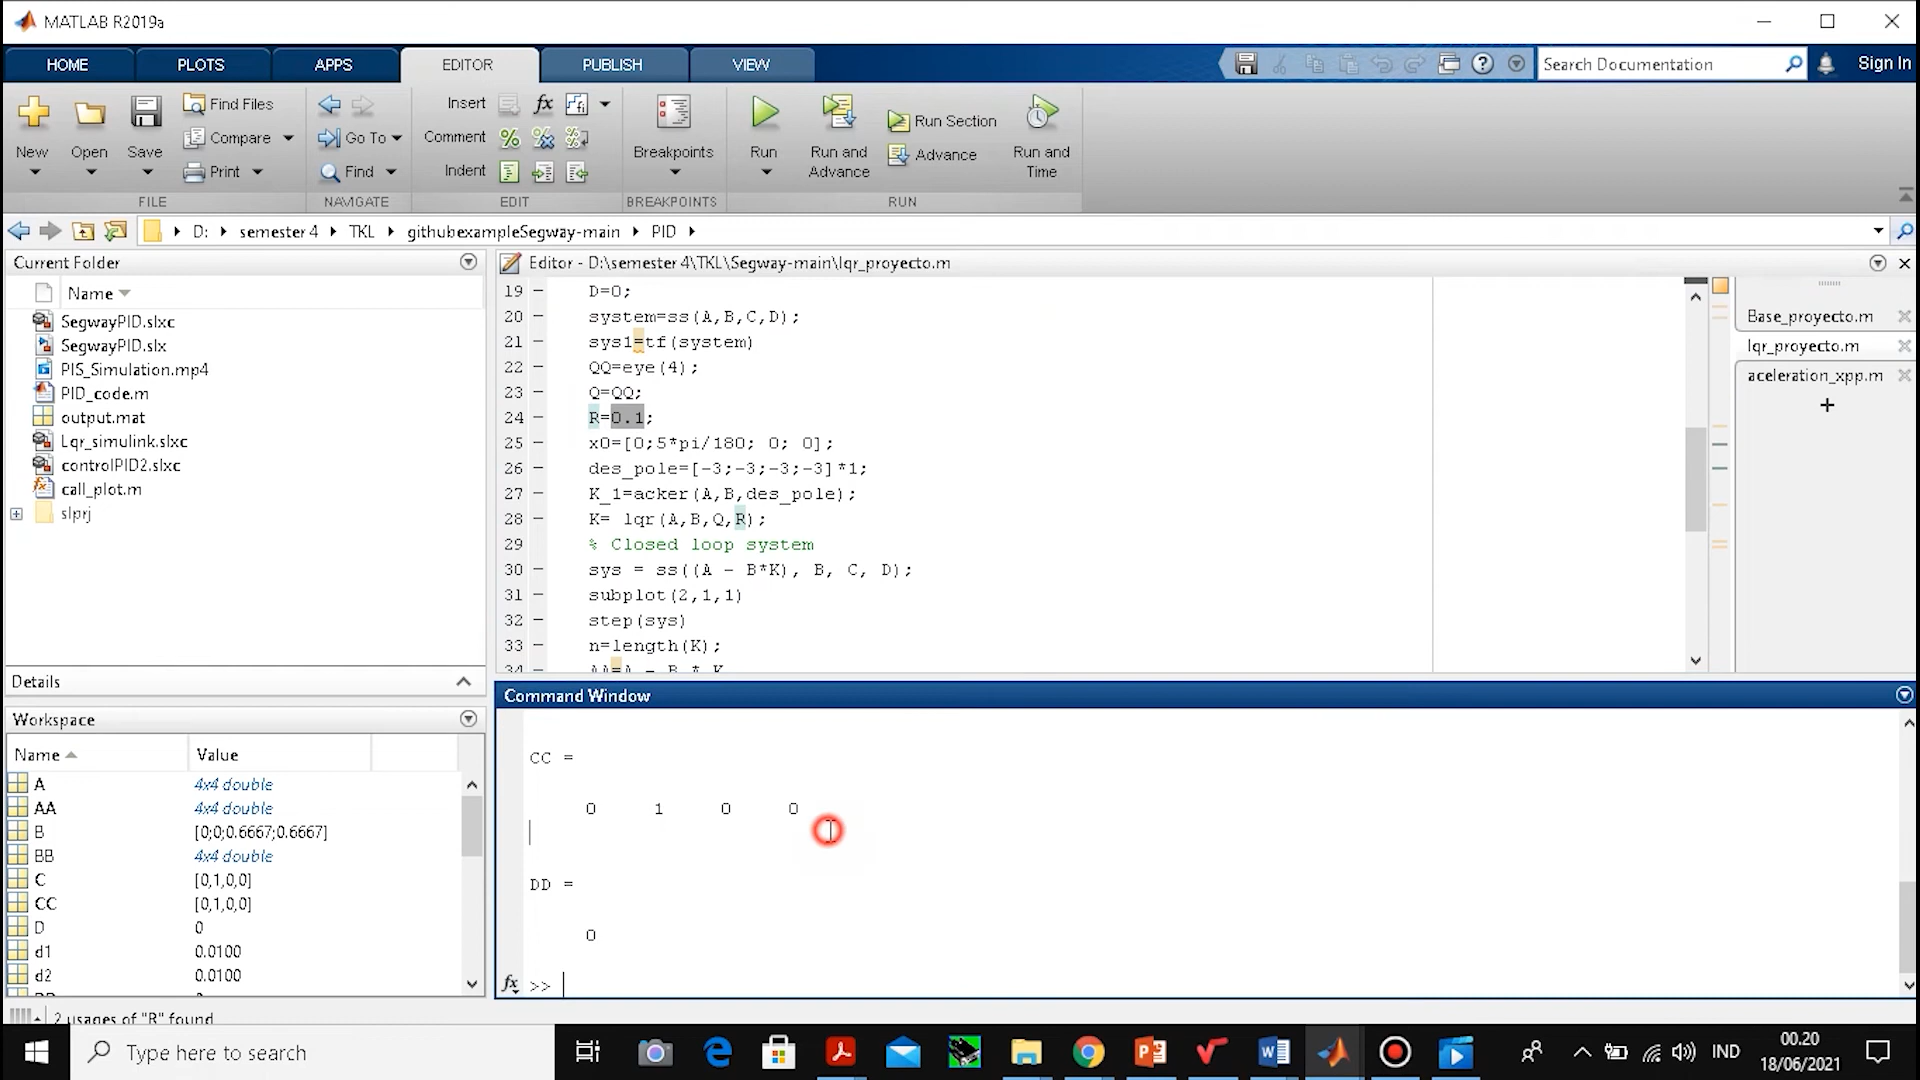 MATLAB R2019a
HOME PLOTS APPS EDITOR PUBLISH VIEW
Search Documentation
Sign In
New Open Save
Find Files
Compare
Print
Go To
Find
Insert
Comment
Indent
fx
Breakpoints
Run
Run and Advance
Run Section
Advance
Run and Time
FILE NAVIGATE EDIT BREAKPOINTS RUN
D: semester 4 TKL githubexampleSegway-main PID
Current Folder
Name
SegwayPID.slxc
SegwayPID.slx
PIS_Simulation.mp4
PID_code.m
output.mat
Lqr_simulink.slxc
controlPID2.slxc
call_plot.m
slprj
Details
Workspace
Name Value
A 4x4 double
AA 4x4 double
B [0;0;0.6667;0.6667]
BB 4x4 double
C [0,1,0,0]
CC [0,1,0,0]
D 0
d1 0.0100
d2 0.0100
2 usages of "R" found
Editor - D:\semester 4\TKL\Segway-main\lqr_proyecto.m
19 – D=0;
20 – system=ss(A,B,C,D);
21 – sys1=tf(system)
22 – QQ=eye(4);
23 – Q=QQ;
24 – R=0.1;
25 – x0=[0;5*pi/180; 0; 0];
26 – des_pole=[-3;-3;-3;-3]*1;
27 – K_1=acker(A,B,des_pole);
28 – K= lqr(A,B,Q,R);
29 – % Closed loop system
30 – sys = ss((A - B*K), B, C, D);
31 – subplot(2,1,1)
32 – step(sys)
33 – n=length(K);
34 – AA=A - B * K
Base_proyecto.m
lqr_proyecto.m
aceleration_xpp.m
Command Window
CC =
0 1 0 0
DD =
0
fx >>
Type here to search
IND
00.20
18/06/2021